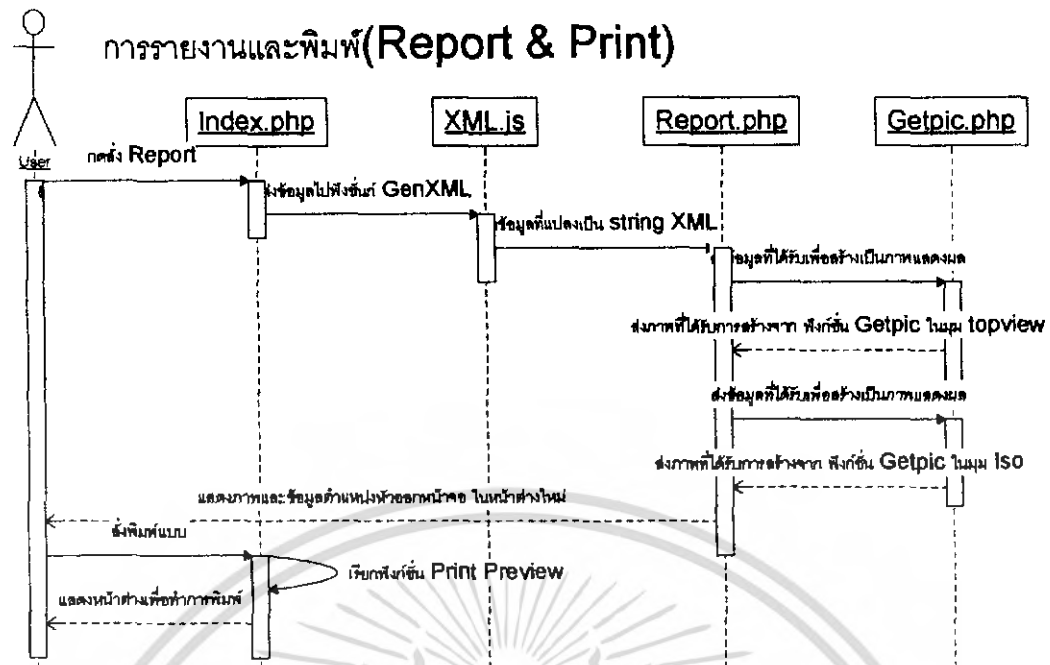 การรายงานและพิมพ์(Report & Print)
Index.php
XML.js
Report.php
Getpic.php
User
กดสั่ง Report
ส่งข้อมูลไปฟังชั่นก์ GenXML
ข้อมูลที่แปลงเป็น string XML
ข้อมูลที่ได้รับเพื่อสร้างเป็นภาพแสดงผล
ส่งภาพที่ได้รับการสร้างจาก ฟังก์ชั่น Getpic ในมุม topview
ส่งข้อมูลที่ได้รับเพื่อสร้างเป็นภาพแสดงผล
ส่งภาพที่ได้รับการสร้างจาก ฟังก์ชั่น Getpic ในมุม Iso
แสดงภาพและข้อมูลตำแหน่งหัวออกหน้าจอ ในหน้าต่างใหม่
สั่งพิมพ์แบบ
เรียกฟังก์ชั่น Print Preview
แสดงหน้าต่างเพื่อทำการพิมพ์